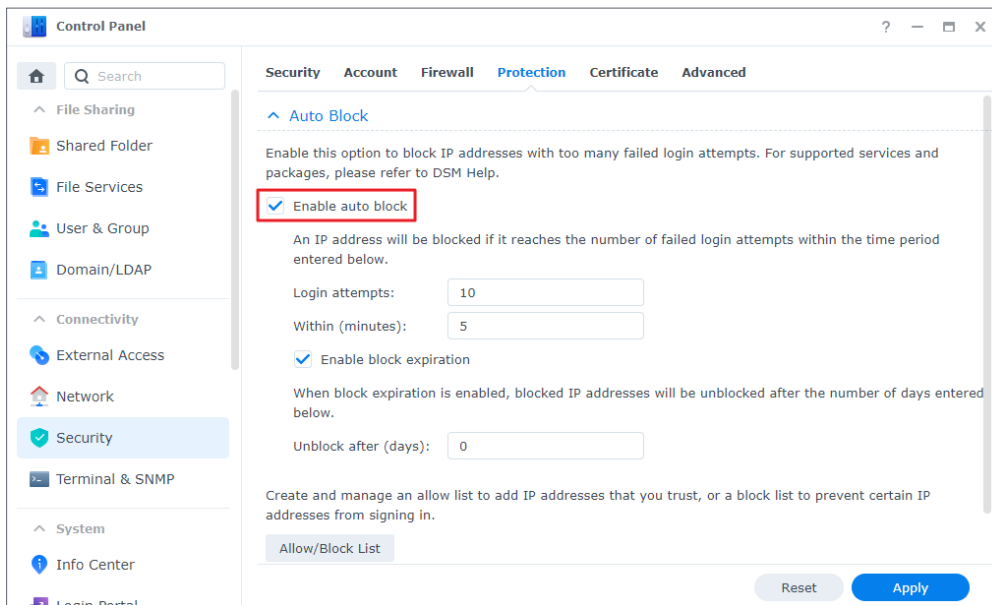 Control Panel
?
Search
File Sharing
Shared Folder
File Services
User & Group
Domain/LDAP
Connectivity
External Access
Network
Security
Terminal & SNMP
System
Info Center
Login Portal
Security Account Firewall Protection Certificate Advanced
Auto Block
Enable this option to block IP addresses with too many failed login attempts. For supported services and
packages, please refer to DSM Help.
Enable auto block
An IP address will be blocked if it reaches the number of failed login attempts within the time period
entered below.
Login attempts: 10
Within (minutes): 5
Enable block expiration
When block expiration is enabled, blocked IP addresses will be unblocked after the number of days entered
below.
Unblock after (days): 0
Create and manage an allow list to add IP addresses that you trust, or a block list to prevent certain IP
addresses from signing in.
Allow/Block List
Reset Apply